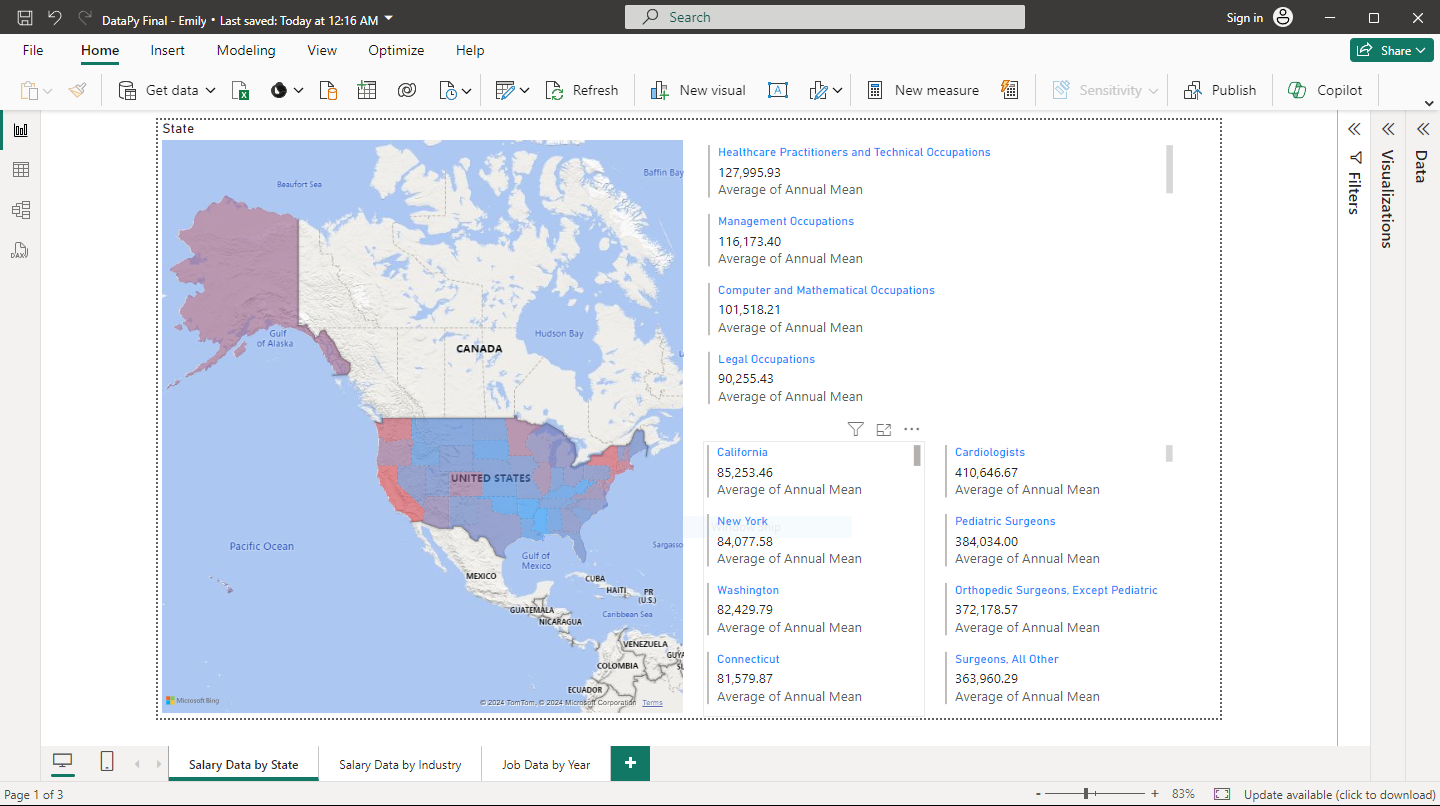 DataPy Final - Emily • Last saved: Today at 12:16 AM
Search
Sign in
File
Home
Insert
Modeling
View
Optimize
Help
Share
Get data
Refresh
New visual
New measure
Sensitivity
Publish
Copilot
DAX
State
Beaufort Sea
Baffin Bay
Gulf
of Alaska
Hudson Bay
CANADA
UNITED STATES
Pacific Ocean
Gulf of
Mexico
Sargasso
MEXICO
CUBA
HAITI
PR
(U.S.)
GUATEMALA
Caribbean Sea
NICARAGUA
VENEZUELA
GUYA
COLOMBIA
SU
ECUADOR
Microsoft Bing
© 2024 TomTom, © 2024 Microsoft Corporation Terms
Healthcare Practitioners and Technical Occupations
127,995.93
Average of Annual Mean
Management Occupations
116,173.40
Average of Annual Mean
Computer and Mathematical Occupations
101,518.21
Average of Annual Mean
Legal Occupations
90,255.43
Average of Annual Mean
California
85,253.46
Average of Annual Mean
New York
84,077.58
Average of Annual Mean
Washington
82,429.79
Average of Annual Mean
Connecticut
81,579.87
Average of Annual Mean
Cardiologists
410,646.67
Average of Annual Mean
Pediatric Surgeons
384,034.00
Average of Annual Mean
Orthopedic Surgeons, Except Pediatric
372,178.57
Average of Annual Mean
Surgeons, All Other
363,960.29
Average of Annual Mean
Filters
Visualizations
Data
Salary Data by State
Salary Data by Industry
Job Data by Year
Page 1 of 3
83%
Update available (click to download)